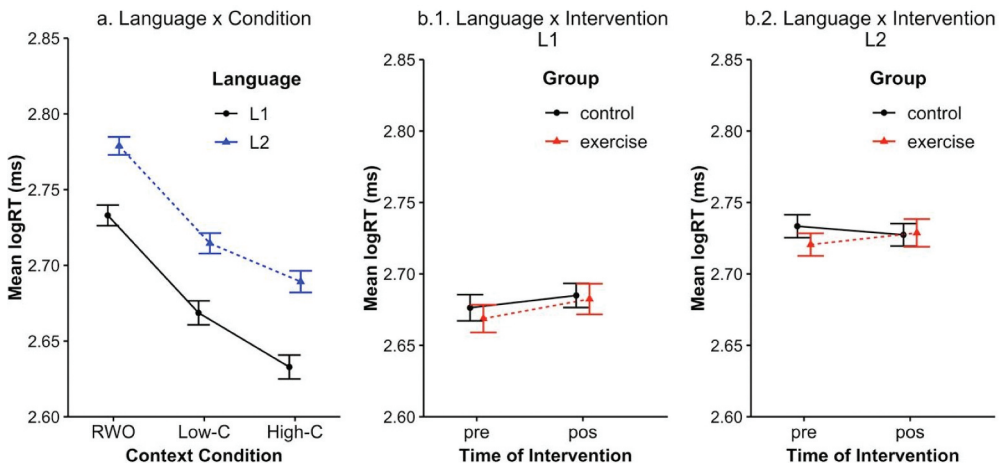 a. Language x Condition
2.85
2.80
2.75
2.70
2.65
2.60
Mean logRT (ms)
Language
L1
L2
RWO Low-C High-C
Context Condition
b.1. Language x Intervention
L1
2.85
2.80
2.75
2.70
2.65
2.60
Mean logRT (ms)
Group
control
exercise
pre pos
Time of Intervention
b.2. Language x Intervention
L2
2.85
2.80
2.75
2.70
2.65
2.60
Mean logRT (ms)
Group
control
exercise
pre pos
Time of Intervention